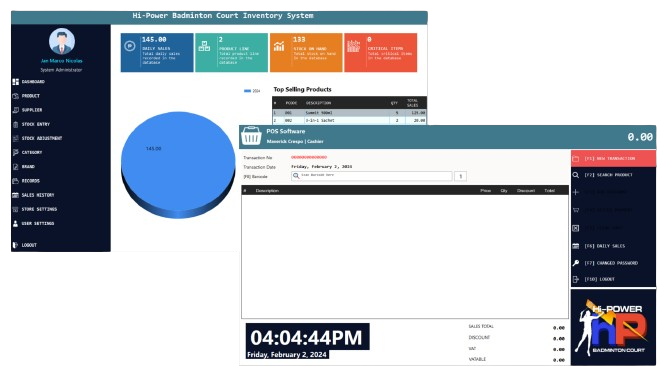 Hi-Power Badminton Court Inventory System
Jan Marco Nicolas
System Administrator
DASHBOARD
PRODUCT
SUPPLIER
STOCK ENTRY
STOCK ADJUSTMENT
CATEGORY
BRAND
RECORDS
SALES HISTORY
STORE SETTINGS
USER SETTINGS
LOGOUT
145.00
DAILY SALES
Total daily sales
recorded in the
database
2
PRODUCT LINE
Total product line
recorded in the
database
133
STOCK ON HAND
Total stock on hand
in the database
0
CRITICAL ITEMS
Total critical items
in the database
2024
145.00
Top Selling Products
# PCODE DESCRIPTION QTY TOTAL SALES
1 P01 Summit 500ml 5 125.00
2 P02 3-in-1 Sachet 2 20.00
POS Software
Maverick Crespo | Cashier
0.00
Transaction No
Transaction Date Friday, February 2, 2024
[F8] Barcode Scan Barcode Here 1
# Description Price Qty Discount Total
[F1] NEW TRANSACTION
[F2] SEARCH PRODUCT
[F6] DAILY SALES
[F7] CHANGED PASSWORD
[F10] LOGOUT
04:04:44PM
Friday, February 2, 2024
SALES TOTAL 0.00
DISCOUNT 0.00
VAT 0.00
VATABLE 0.00
Hi-POWER
hP
BADMINTON COURT